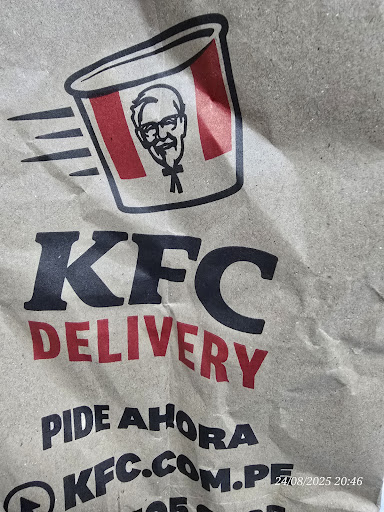 KFC
DELIVERY
PIDE AHORA
KFC.COM.PE
24/08/2025 20:46